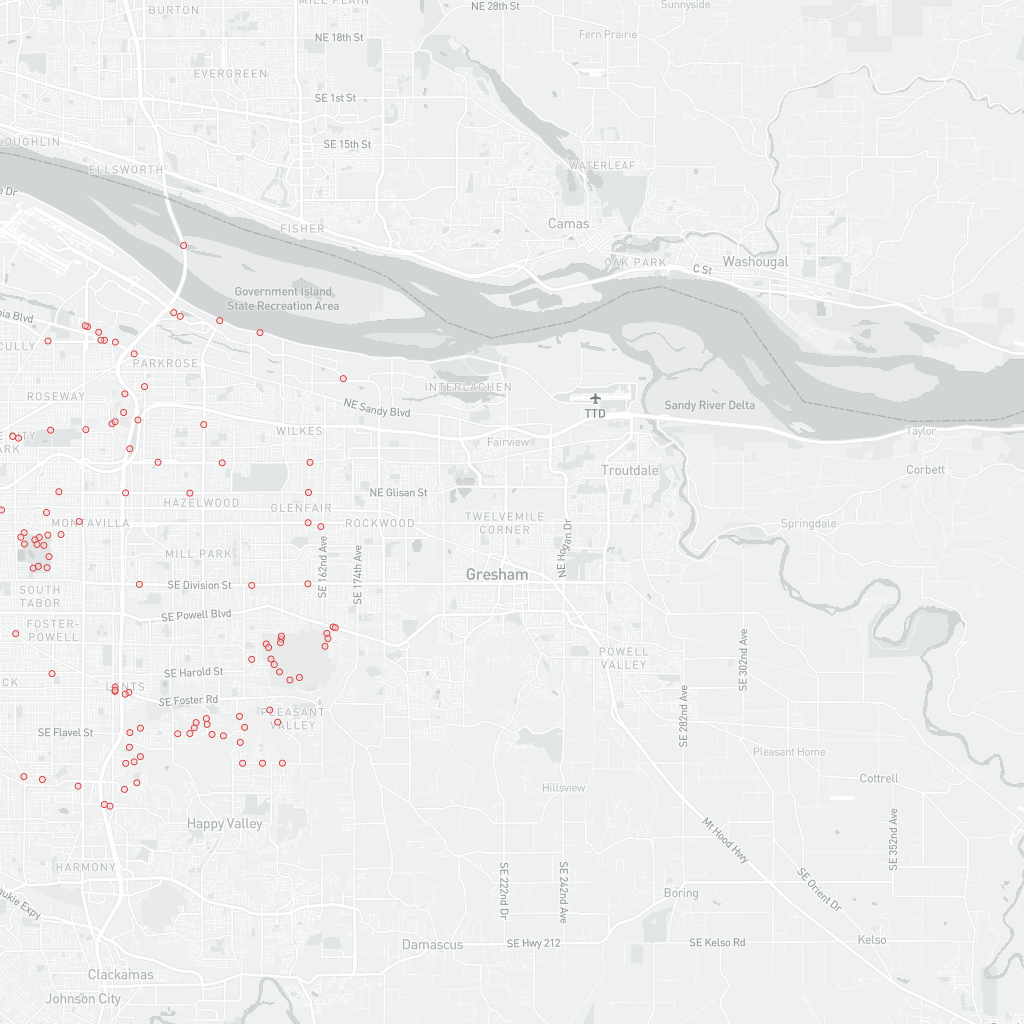 BURTON
MILL PLAIN
NE 28th St
Sunnyside
Fern Prairie
NE 18th St
EVERGREEN
SE 1st St
LOUGHLIN
SE 15th St
ELLSWORTH
WATERLEAF
Dr
FISHER
Camas
OAK PARK
C St
Washougal
Government Island
State Recreation Area
bia Blvd
CULLY
PARKROSE
INTERLACHEN
ROSEWAY
NE Sandy Blvd
TTD
Sandy River Delta
Taylor
CITY
PARK
WILKES
Fairview
Troutdale
Corbett
NE Glisan St
HAZELWOOD
GLENFAIR
MONTAVILLA
ROCKWOOD
TWELVEMILE
CORNER
Springdale
NE Hogan Dr
MILL PARK
SE 162nd Ave
SE 174th Ave
Gresham
SE Division St
SOUTH
TABOR
SE Powell Blvd
FOSTER-
POWELL
POWELL
VALLEY
SE 302nd Ave
SE Harold St
CK
LENTS
SE Foster Rd
SE 282nd Ave
PLEASANT
VALLEY
SE Flavel St
Pleasant Home
Hillsview
Cottrell
Happy Valley
Mt Hood Hwy
SE 352nd Ave
HARMONY
SE 222nd Dr
SE 242nd Ave
SE Orient Dr
Boring
aukie Expy
Damascus
SE Hwy 212
SE Kelso Rd
Kelso
Clackamas
Johnson City